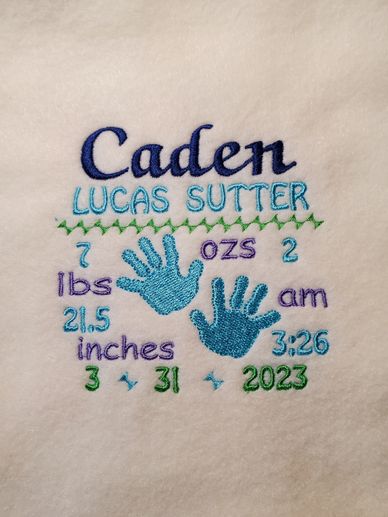 Caden
LUCAS SUTTER
7 ozs 2
lbs am
21.5 3:26
inches
3 31 2023